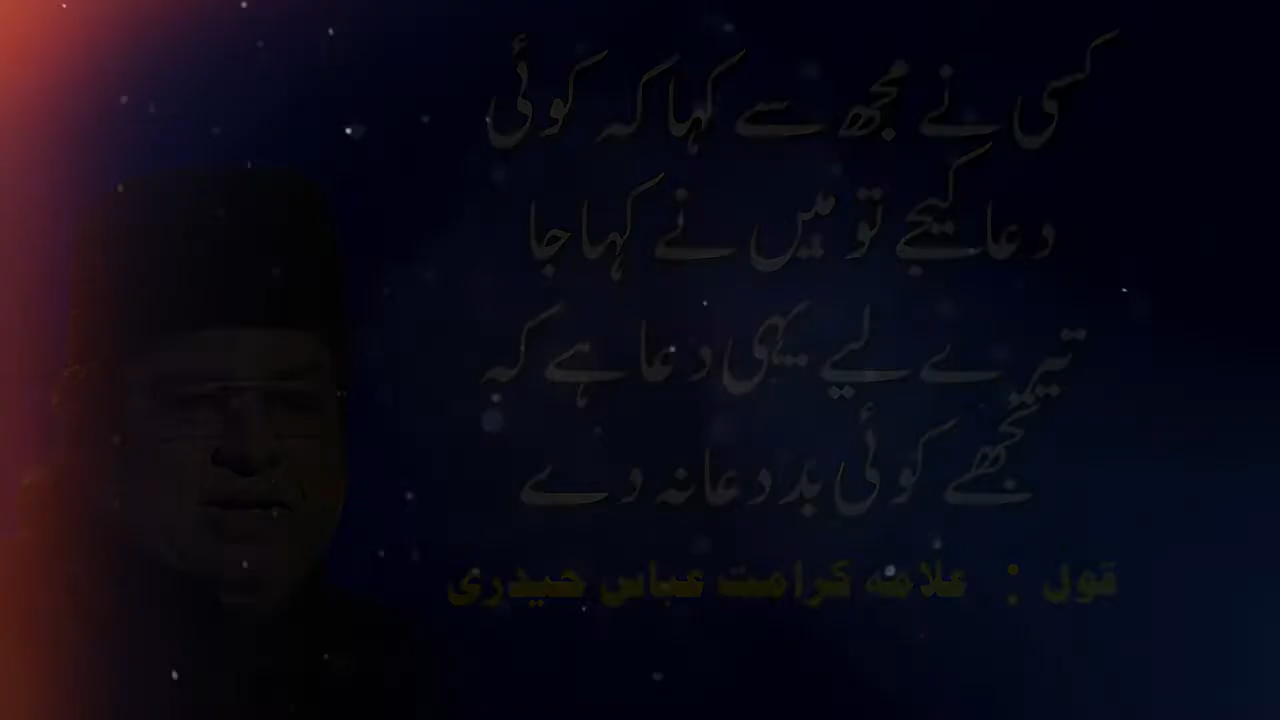 کسی نے مجھ سے کہا کہ کوئی
دعا کیجے تو میں نے کہا جا
تیرے لیے یہی دعا ہے کہ
تجھے کوئی بد دعا نہ دے
قول : علامہ کرامت عباس حیدری